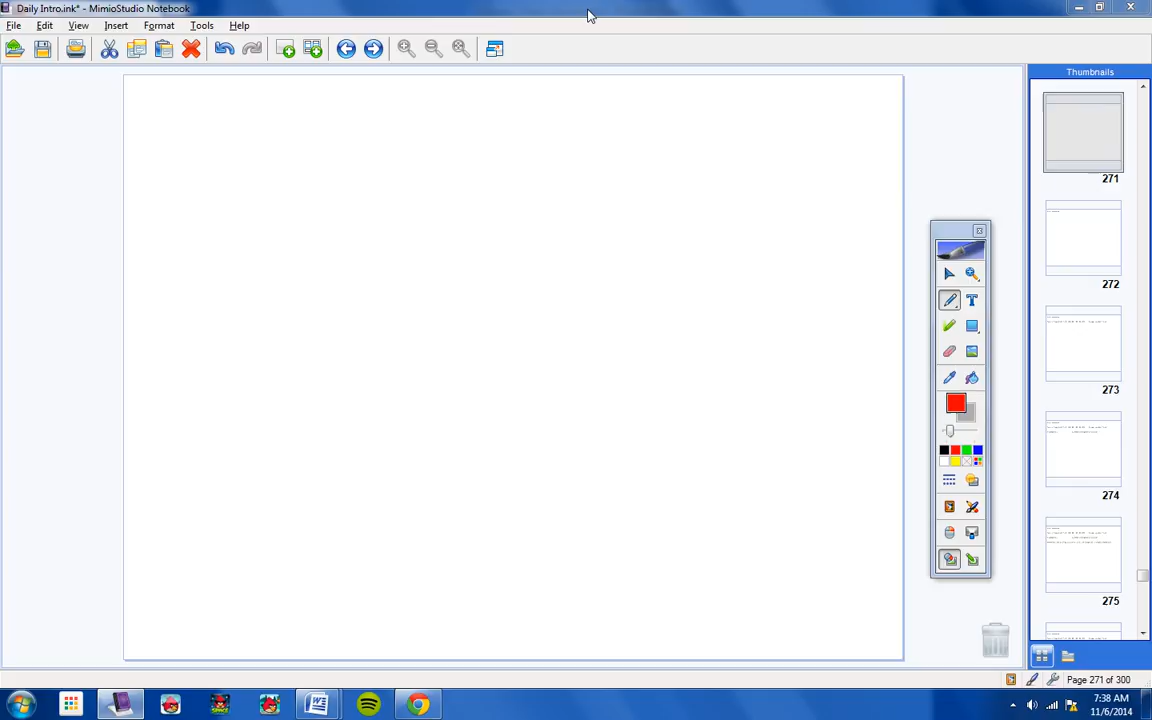 Daily Intro.ink* - MimioStudio Notebook
File Edit View Insert Format Tools Help
Thumbnails
271
272
273
274
275
Page 271 of 300
7:38 AM
11/6/2014